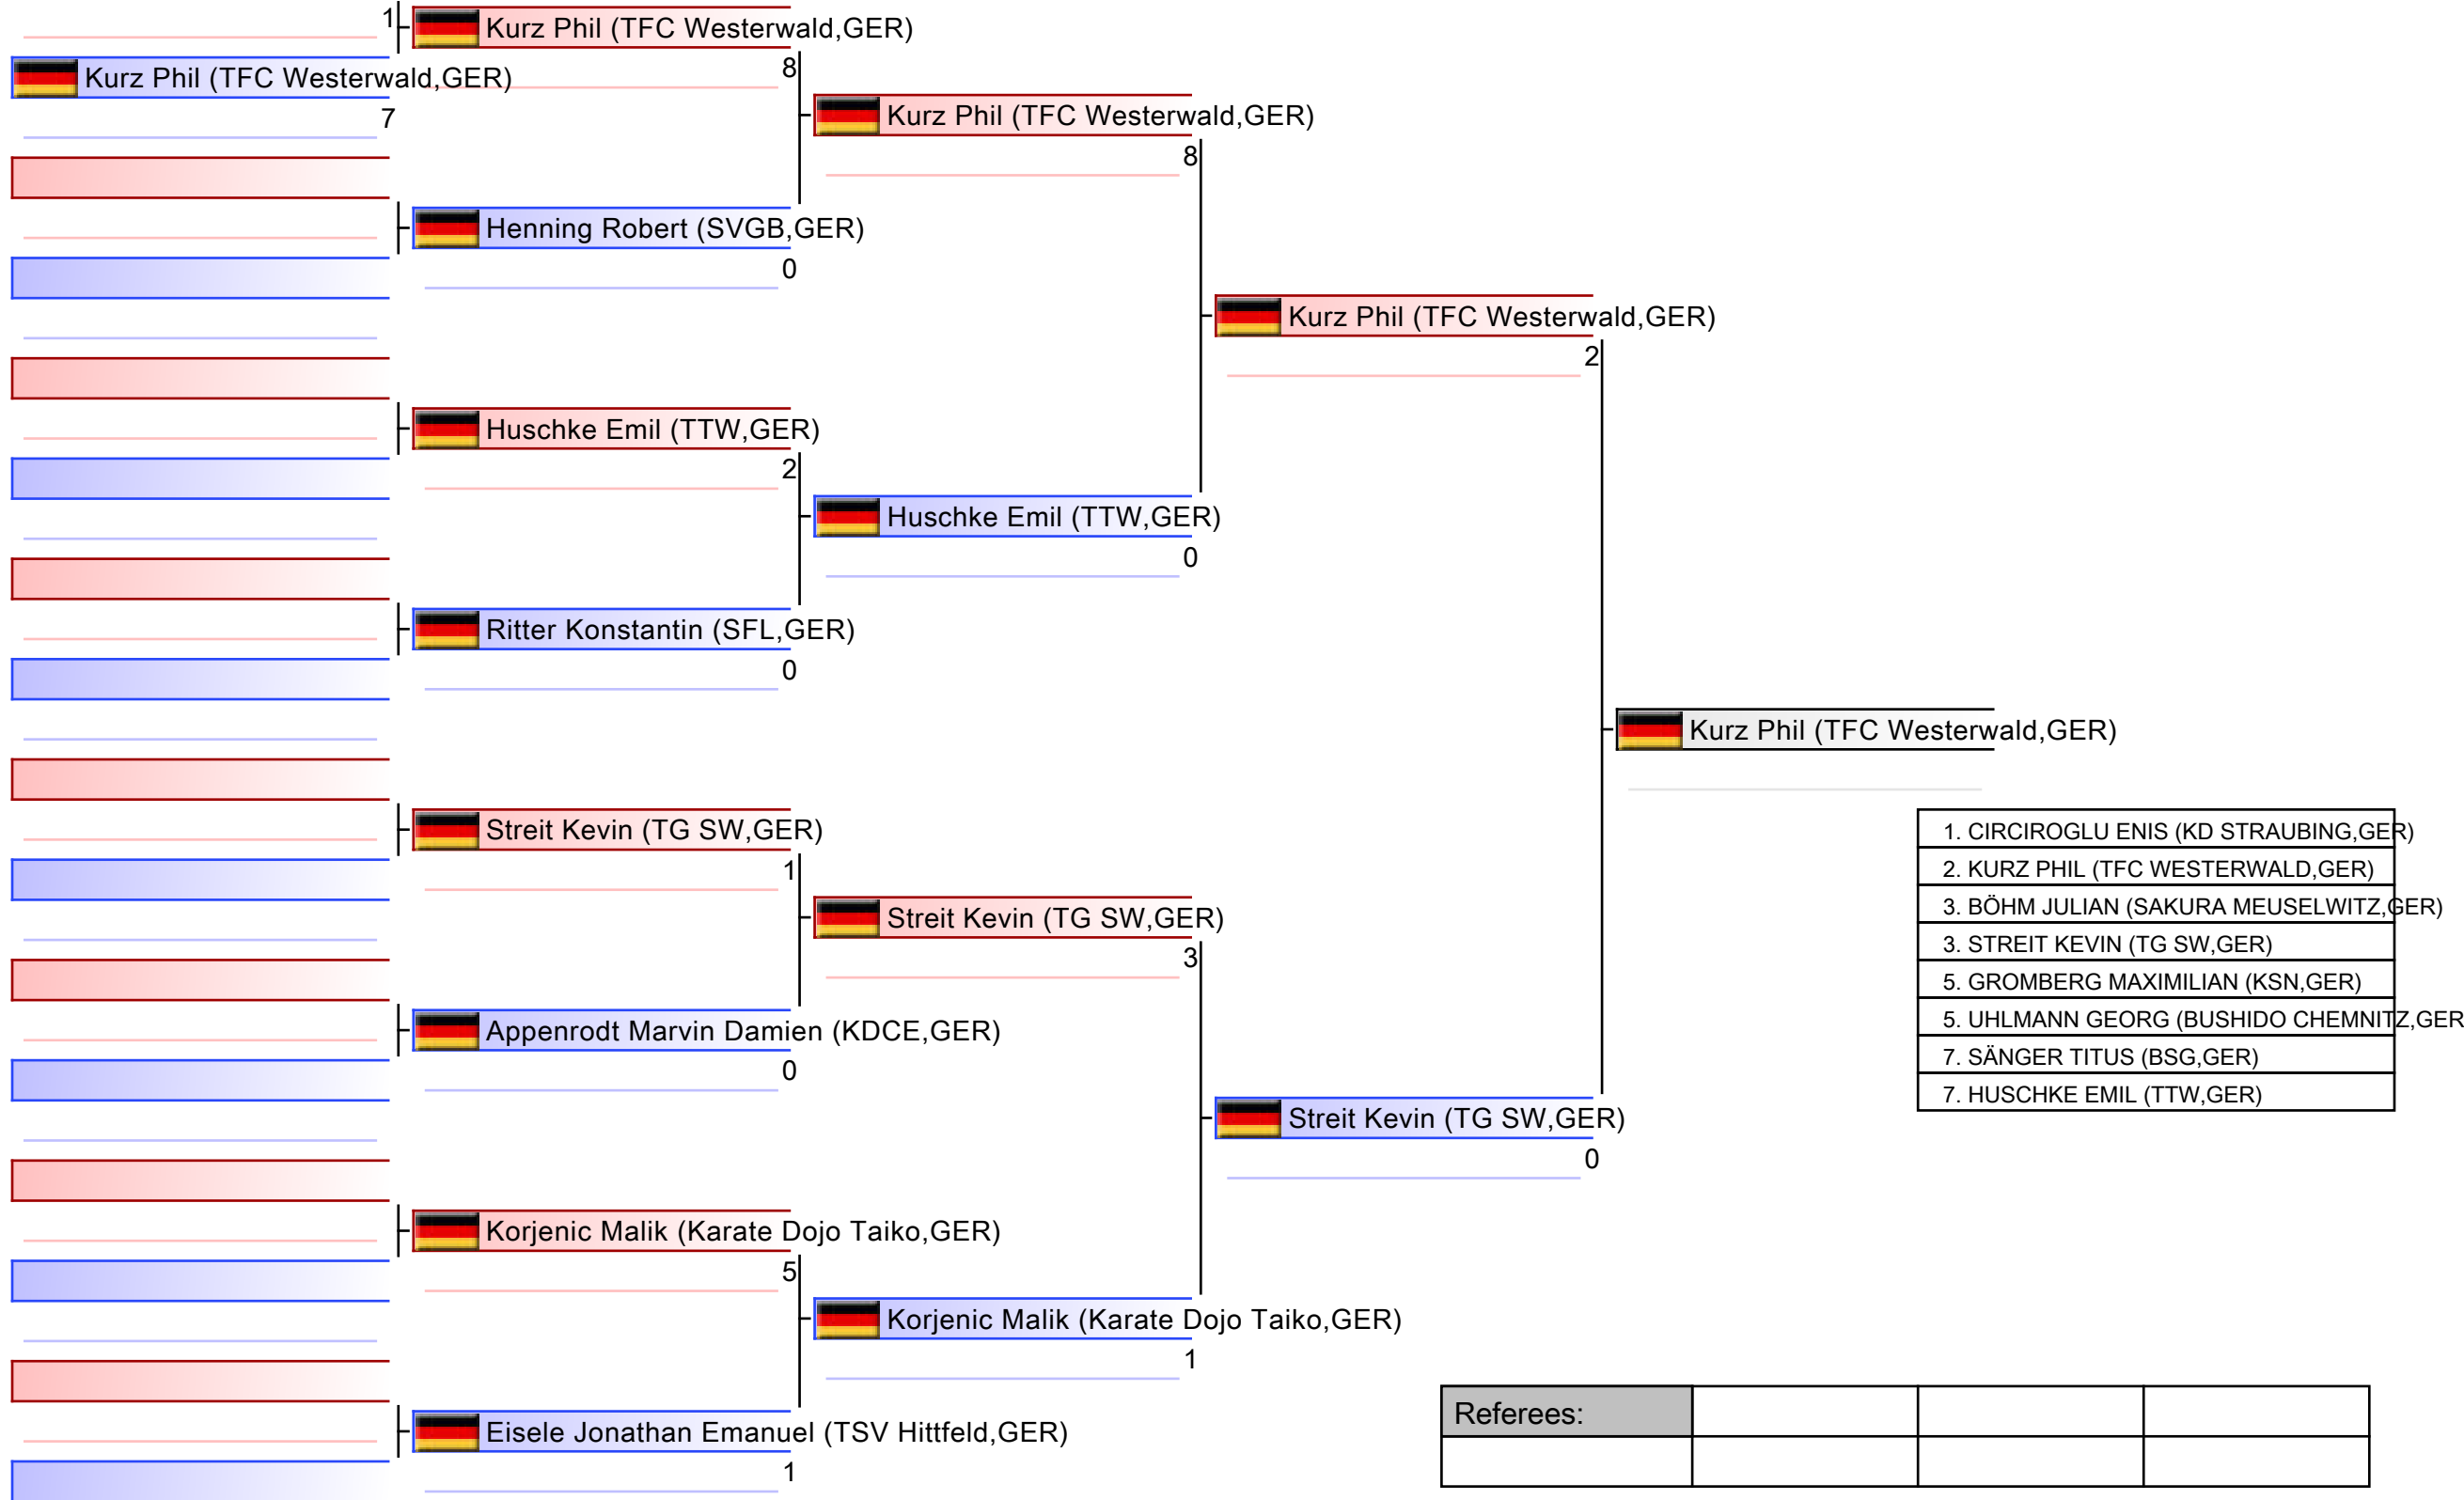 1
Kurz Phil (TFC Westerwald,GER)
Kurz Phil (TFC Westerwald,GER)
8
7
Kurz Phil (TFC Westerwald,GER)
8
Henning Robert (SVGB,GER)
0
Kurz Phil (TFC Westerwald,GER)
2
Huschke Emil (TTW,GER)
2
Huschke Emil (TTW,GER)
0
Ritter Konstantin (SFL,GER)
0
Kurz Phil (TFC Westerwald,GER)
Streit Kevin (TG SW,GER)
1
Streit Kevin (TG SW,GER)
3
Appenrodt Marvin Damien (KDCE,GER)
0
Streit Kevin (TG SW,GER)
0
Korjenic Malik (Karate Dojo Taiko,GER)
5
Korjenic Malik (Karate Dojo Taiko,GER)
1
Eisele Jonathan Emanuel (TSV Hittfeld,GER)
1
1. CIRCIROGLU ENIS (KD STRAUBING,GER)
2. KURZ PHIL (TFC WESTERWALD,GER)
3. BÖHM JULIAN (SAKURA MEUSELWITZ,GER)
3. STREIT KEVIN (TG SW,GER)
5. GROMBERG MAXIMILIAN (KSN,GER)
5. UHLMANN GEORG (BUSHIDO CHEMNITZ,GER
7. SÄNGER TITUS (BSG,GER)
7. HUSCHKE EMIL (TTW,GER)
Referees: